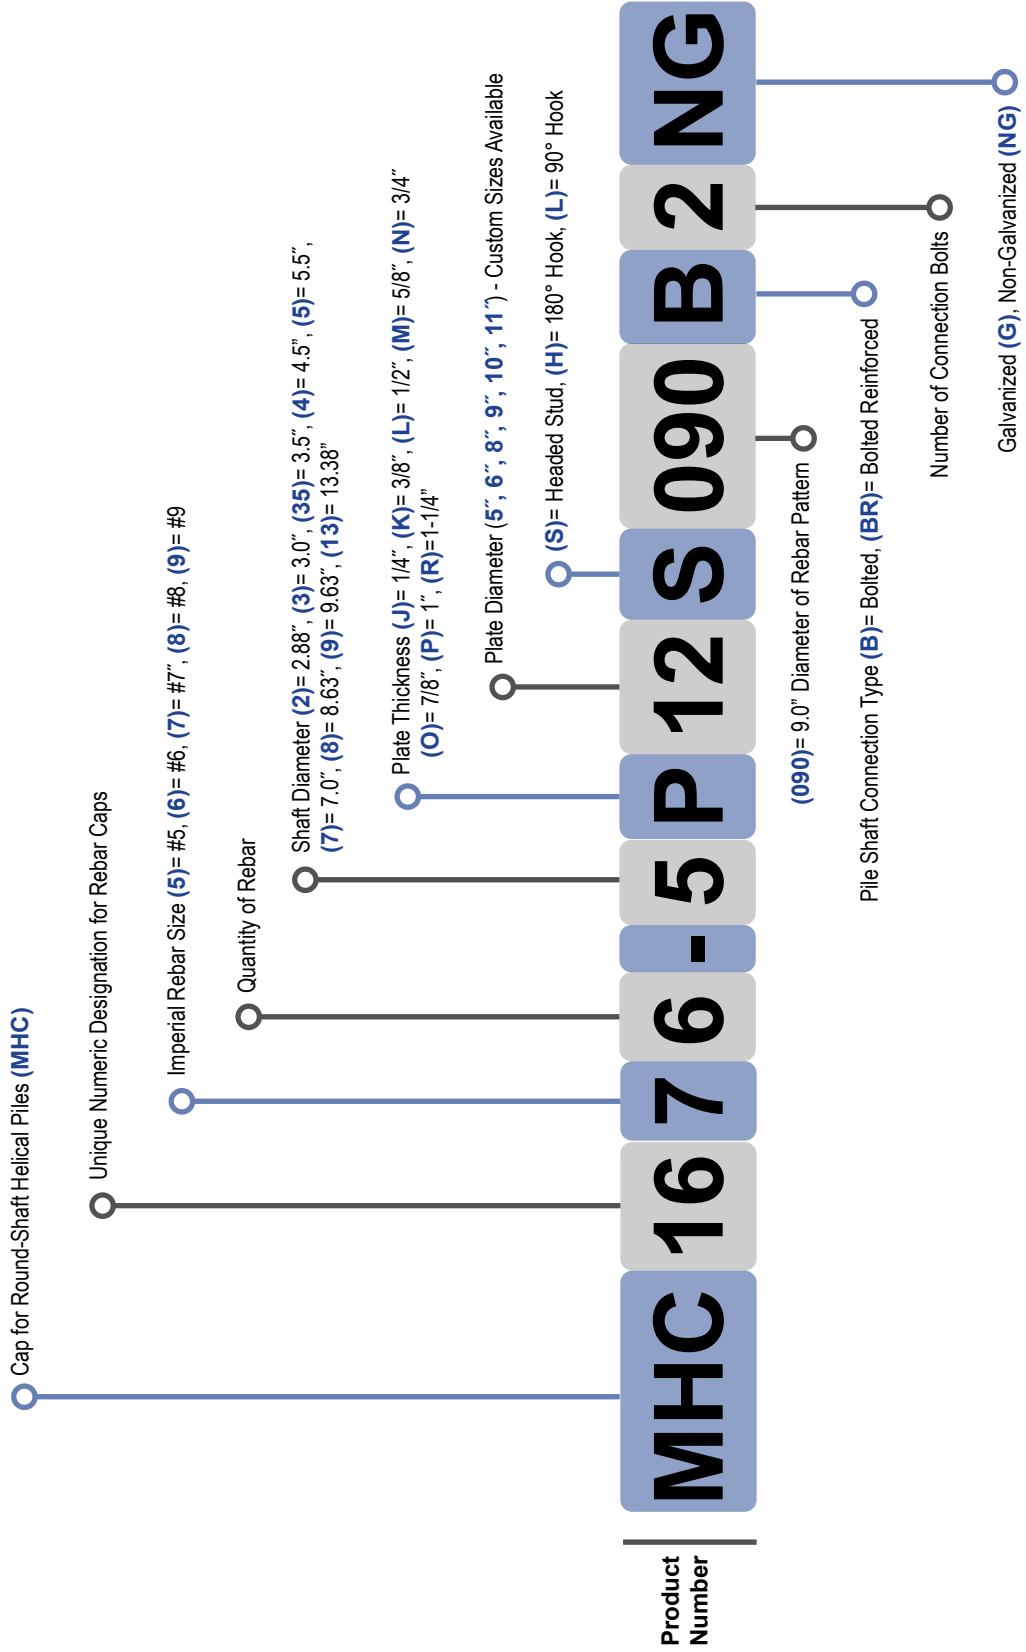 Cap for Round-Shaft Helical Piles (MHC)
Unique Numeric Designation for Rebar Caps
Imperial Rebar Size (5)= #5, (6)= #6, (7)= #7˝, (8)= #8, (9)= #9
Quantity of Rebar
Shaft Diameter (2)= 2.88˝, (3)= 3.0˝, (35)= 3.5˝, (4)= 4.5”, (5)= 5.5˝,
(7)= 7.0˝, (8)= 8.63˝, (9)= 9.63˝, (13)= 13.38”
Plate Thickness (J)= 1/4˝, (K)= 3/8˝, (L)= 1/2˝, (M)= 5/8˝, (N)= 3/4˝
(O)= 7/8˝, (P)= 1˝, (R)=1-1/4”
Plate Diameter (5˝, 6˝, 8˝, 9˝, 10˝, 11˝) - Custom Sizes Available
(S)= Headed Stud, (H)= 180° Hook, (L)= 90° Hook
Product
Number
MHC 16 7 6 - 5 P 12 S 090 B 2 NG
(090)= 9.0” Diameter of Rebar Pattern
Pile Shaft Connection Type (B)= Bolted, (BR)= Bolted Reinforced
Number of Connection Bolts
Galvanized (G), Non-Galvanized (NG)